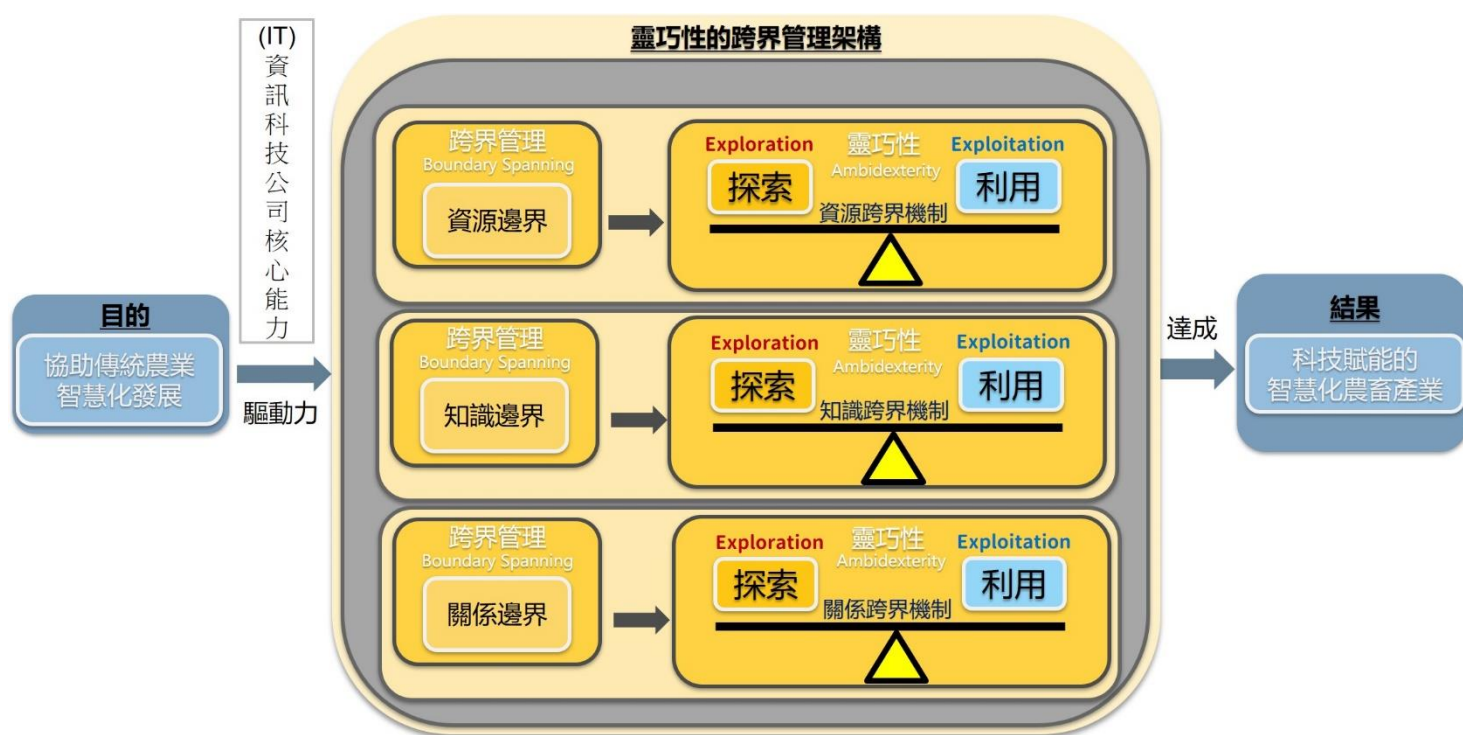 靈巧性的跨界管理架構
(IT)
資訊科技公司核心能力
目的
協助傳統農業
智慧化發展
驅動力
跨界管理
Boundary Spanning
資源邊界
Exploration
靈巧性
Exploitation
Ambidexterity
探索
利用
資源跨界機制
跨界管理
Boundary Spanning
知識邊界
Exploration
靈巧性
Exploitation
Ambidexterity
探索
利用
知識跨界機制
跨界管理
Boundary Spanning
關係邊界
Exploration
靈巧性
Exploitation
Ambidexterity
探索
利用
關係跨界機制
達成
結果
科技賦能的
智慧化農畜產業